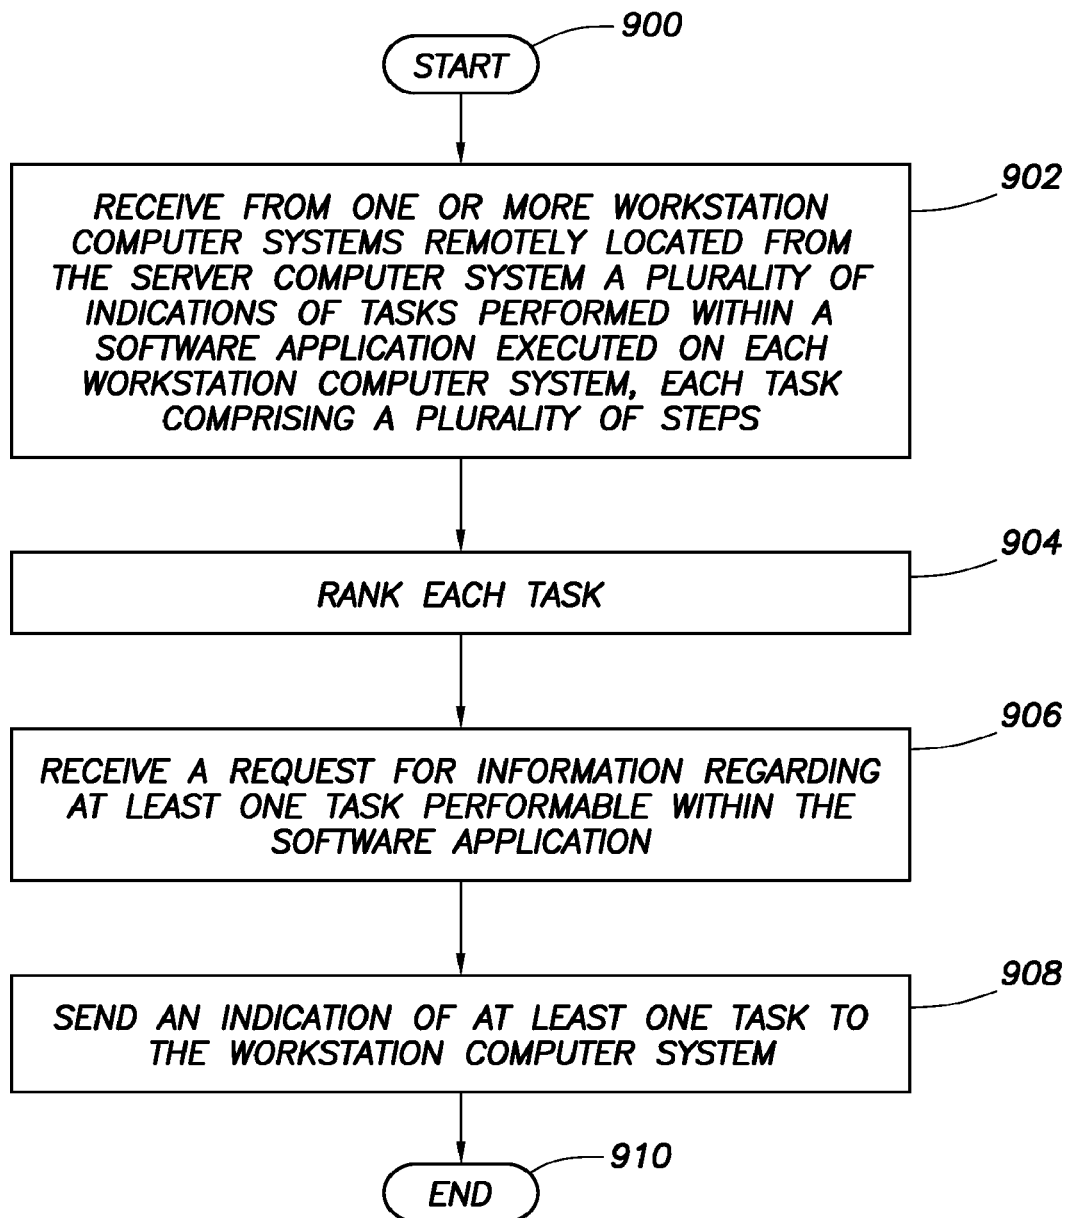 900
START
902
RECEIVE FROM ONE OR MORE WORKSTATION
COMPUTER SYSTEMS REMOTELY LOCATED FROM
THE SERVER COMPUTER SYSTEM A PLURALITY OF
INDICATIONS OF TASKS PERFORMED WITHIN A
SOFTWARE APPLICATION EXECUTED ON EACH
WORKSTATION COMPUTER SYSTEM, EACH TASK
COMPRISING A PLURALITY OF STEPS
904
RANK EACH TASK
906
RECEIVE A REQUEST FOR INFORMATION REGARDING
AT LEAST ONE TASK PERFORMABLE WITHIN THE
SOFTWARE APPLICATION
908
SEND AN INDICATION OF AT LEAST ONE TASK TO
THE WORKSTATION COMPUTER SYSTEM
910
END